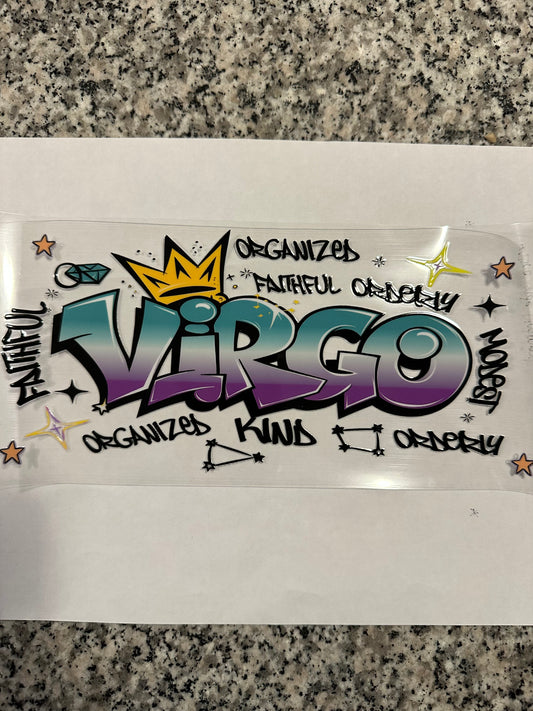 ORGANIZED
FAITHFUL ORDERLY
FAITHFUL
ViRGO
MODEST
ORGANIZED KIND ORDERLY